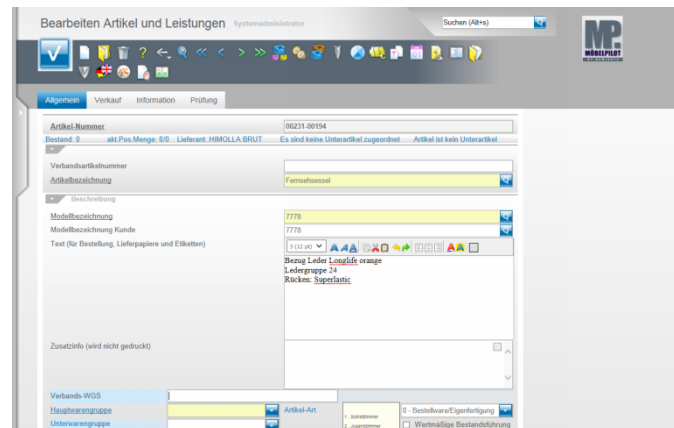 Bearbeiten Artikel und Leistungen Systemadministrator
Suchen (Alt+s)
MP
MÖBELPILOT
Allgemein Verkauf Information Prüfung
Artikel-Nummer 00231-00194
Bestand: 0 akt.Pos.Menge: 0/0 Lieferant: HIMOLLA BRUT Es sind keine Unterartikel zugeordnet Artikel ist kein Unterartikel
Verbandsartikelnummer
Artikelbezeichnung Fernsehsessel
Beschreibung
Modellbezeichnung 7778
Modellbezeichnung Kunde 7778
Text (für Bestellung, Lieferpapiere und Etiketten) 3 (12 pt)
Bezug Leder Longlife orange
Ledergruppe 24
Rücken: Superlastic
Zusatzinfo (wird nicht gedruckt)
Verbands-WGS
Hauptwarengruppe Artikel-Art 0 - Bestellware/Eigenfertigung
Unterwarengruppe Wertmäßige Bestandsführung